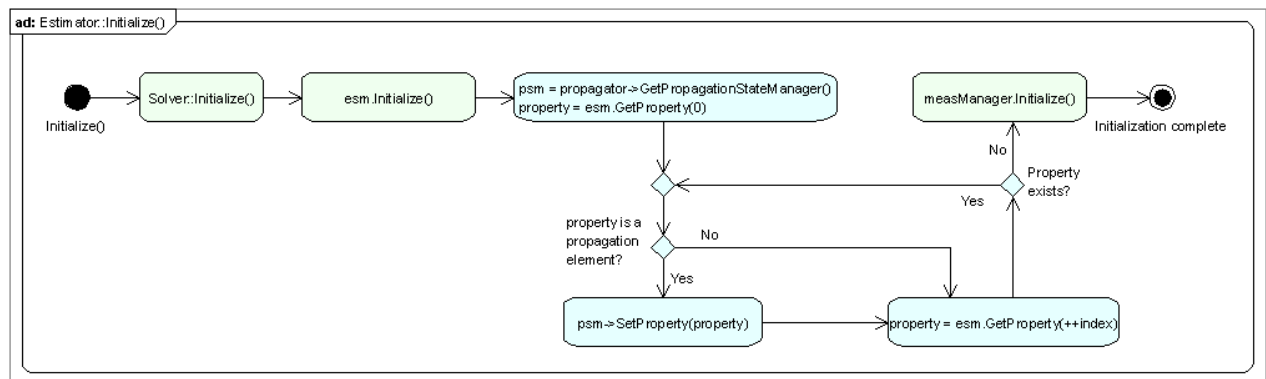 ad: Estimator::Initialize()
Initialize()
Solver::Initialize()
esm.Initialize()
psm = propagator->GetPropagationStateManager()
property = esm.GetProperty(0)
measManager.Initialize()
Initialization complete
No
Property
exists?
Yes
property is a
propagation
element?
No
Yes
psm->SetProperty(property)
property = esm.GetProperty(++index)